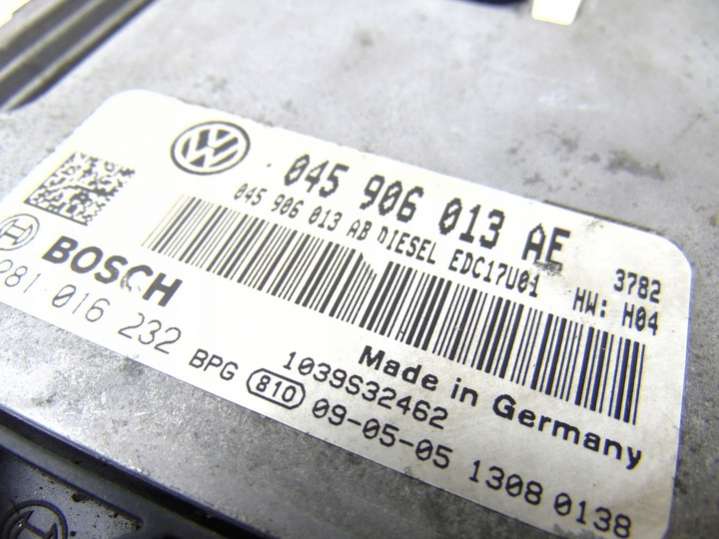 045 906 013 AE
045 906 013 AB DIESEL EDC17U01
3782
HW: H04
BOSCH
281 016 232
Made in Germany
1039S32462
BPG 810 09-05-05 1308 0138